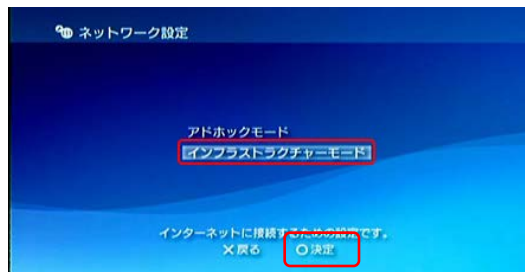 ネットワーク設定
アドホックモード
インフラストラクチャーモード
インターネットに接続するための設定です。
×戻る ○決定